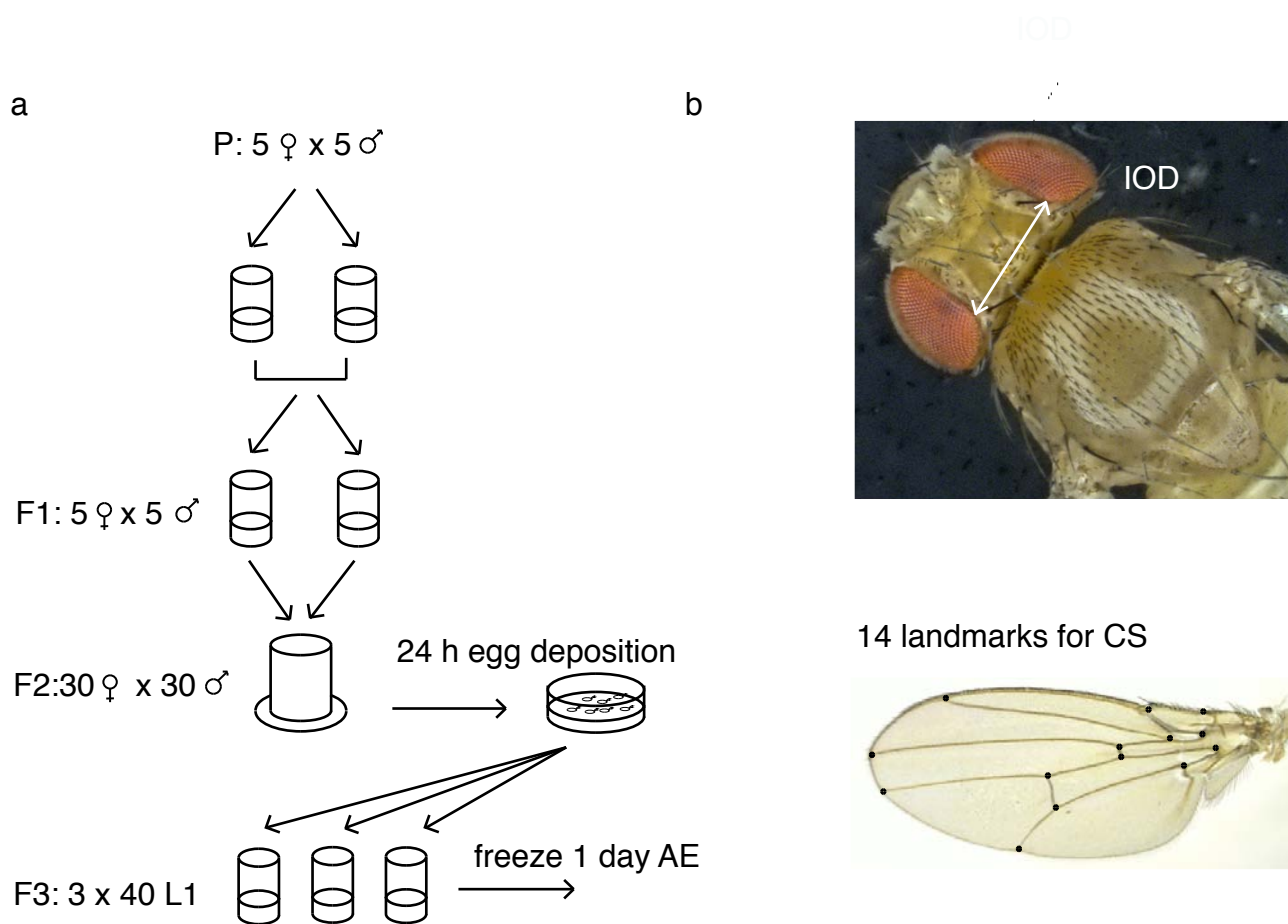 IOD
a
b
P: 5 ♀ x 5 ♂
IOD
F1: 5 ♀ x 5 ♂
14 landmarks for CS
24 h egg deposition
F2:30 ♀ x 30 ♂
freeze 1 day AE
F3: 3 x 40 L1